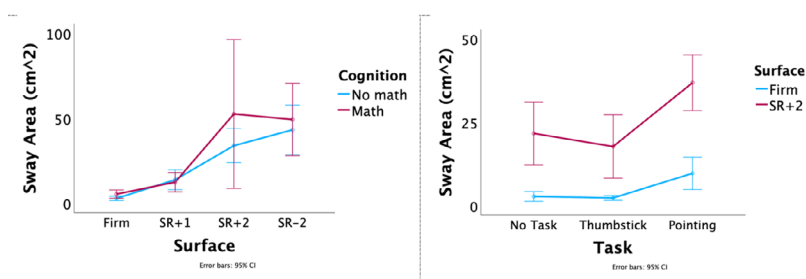 Sway Area (cm^2)
100
50
0
Firm
SR+1
SR+2
SR-2
Surface
Error bars: 95% CI
Cognition
No math
Math
Sway Area (cm^2)
50
25
0
No Task
Thumbstick
Pointing
Task
Error bars: 95% CI
Surface
Firm
SR+2